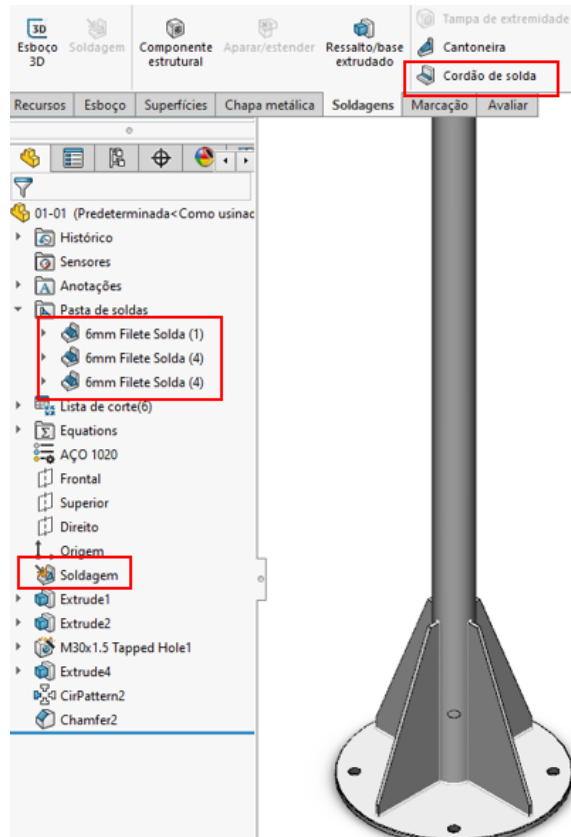 3D
Esboço 3D
Soldagem
Componente estrutural
Aparar/estender
Ressalto/base extrudado
Tampa de extremidade
Cantoneira
Cordão de solda
Recursos Esboço Superfícies Chapa metálica Soldagens Marcação Avaliar
01-01 (Predeterminada<Como usinac
Histórico
Sensores
A Anotações
Pasta de soldas
6mm Filete Solda (1)
6mm Filete Solda (4)
6mm Filete Solda (4)
Lista de corte(6)
Σ Equations
AÇO 1020
Frontal
Superior
Direito
Origem
Soldagem
Extrude1
Extrude2
M30x1.5 Tapped Hole1
Extrude4
CirPattern2
Chamfer2